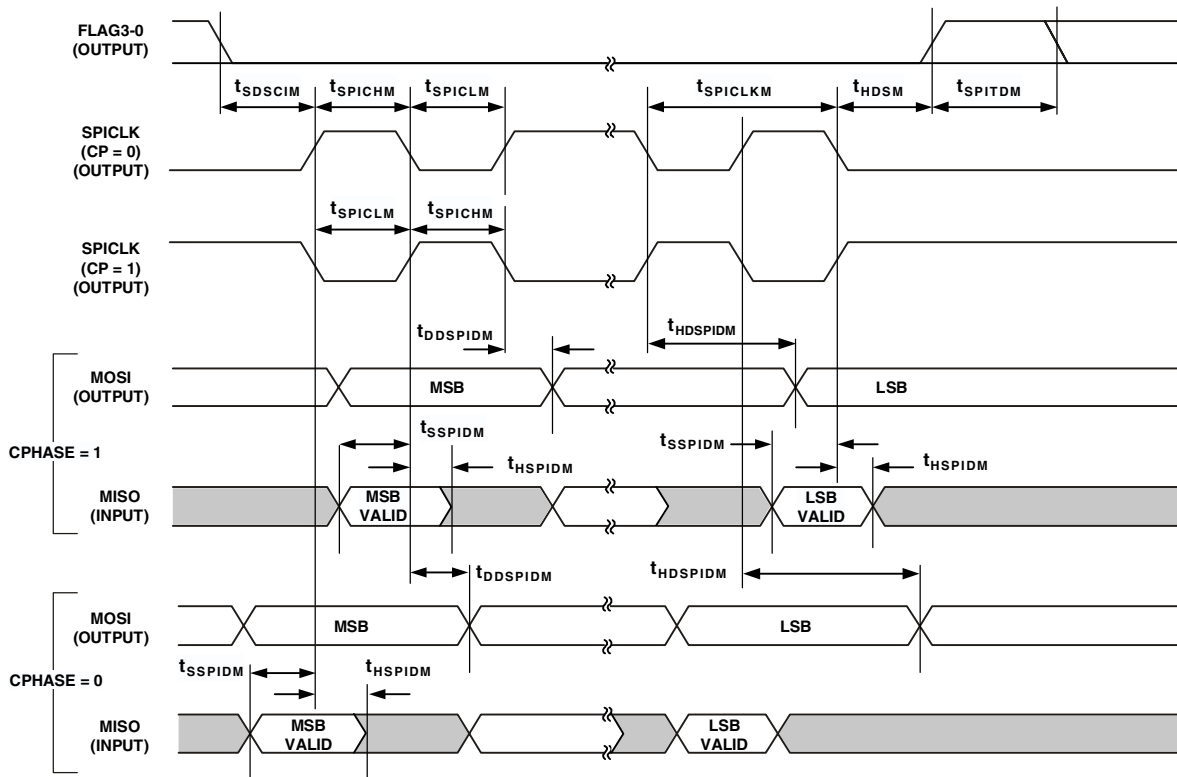 FLAG3-0
(OUTPUT)
tSDSCIM
tSPICHM
tSPICLM
tSPICLKM
tHDSM
tSPITDM
SPICLK
(CP = 0)
(OUTPUT)
tSPICLM
tSPICHM
SPICLK
(CP = 1)
(OUTPUT)
tDDSPIDM
tHDSPIDM
CPHASE = 1
MOSI
(OUTPUT)
MSB
LSB
tSSPIDM
tHSPIDM
tSSPIDM
tHSPIDM
MISO
(INPUT)
MSB
VALID
LSB
VALID
tDDSPIDM
tHDSPIDM
CPHASE = 0
MOSI
(OUTPUT)
MSB
LSB
tSSPIDM
tHSPIDM
MISO
(INPUT)
MSB
VALID
LSB
VALID